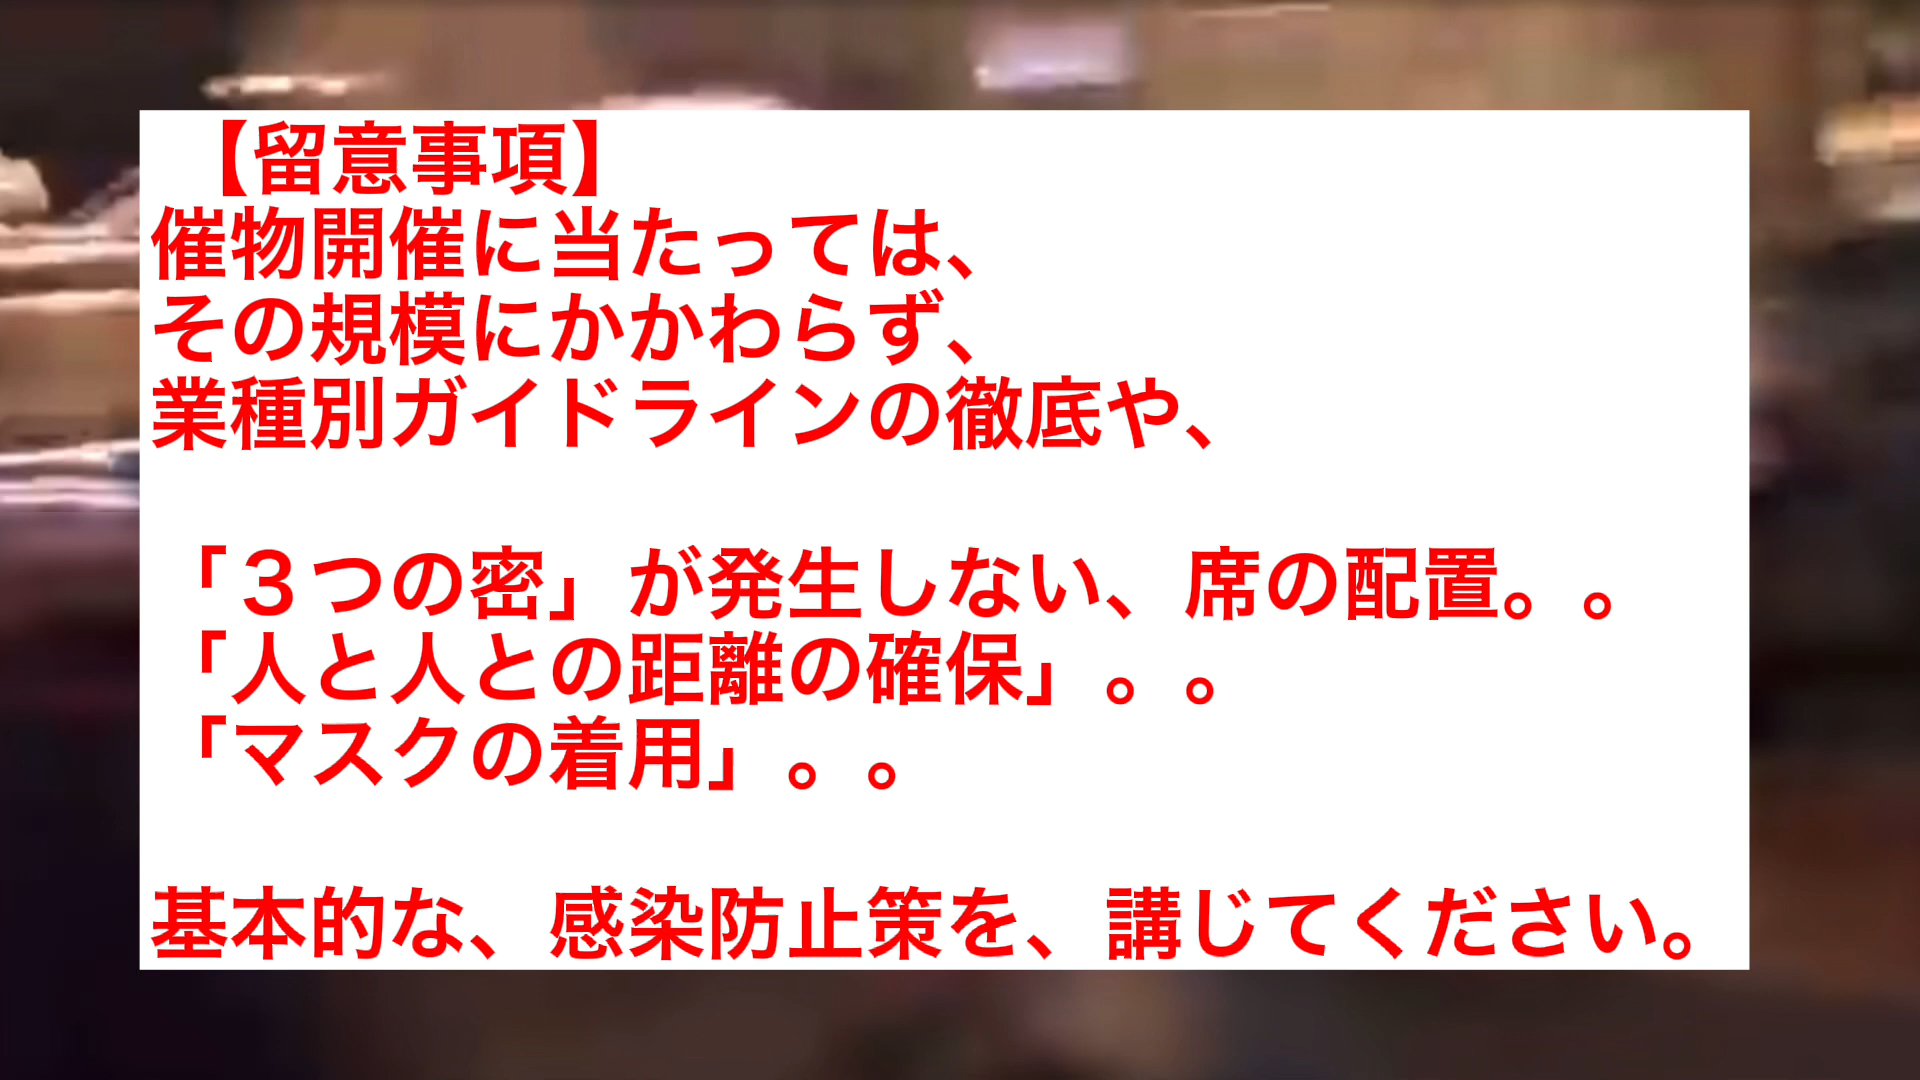 【留意事項】
催物開催に当たっては、
その規模にかかわらず、
業種別ガイドラインの徹底や、
「３つの密」が発生しない、席の配置。。
「人と人との距離の確保」。。
「マスクの着用」。。
基本的な、感染防止策を、講じてください。